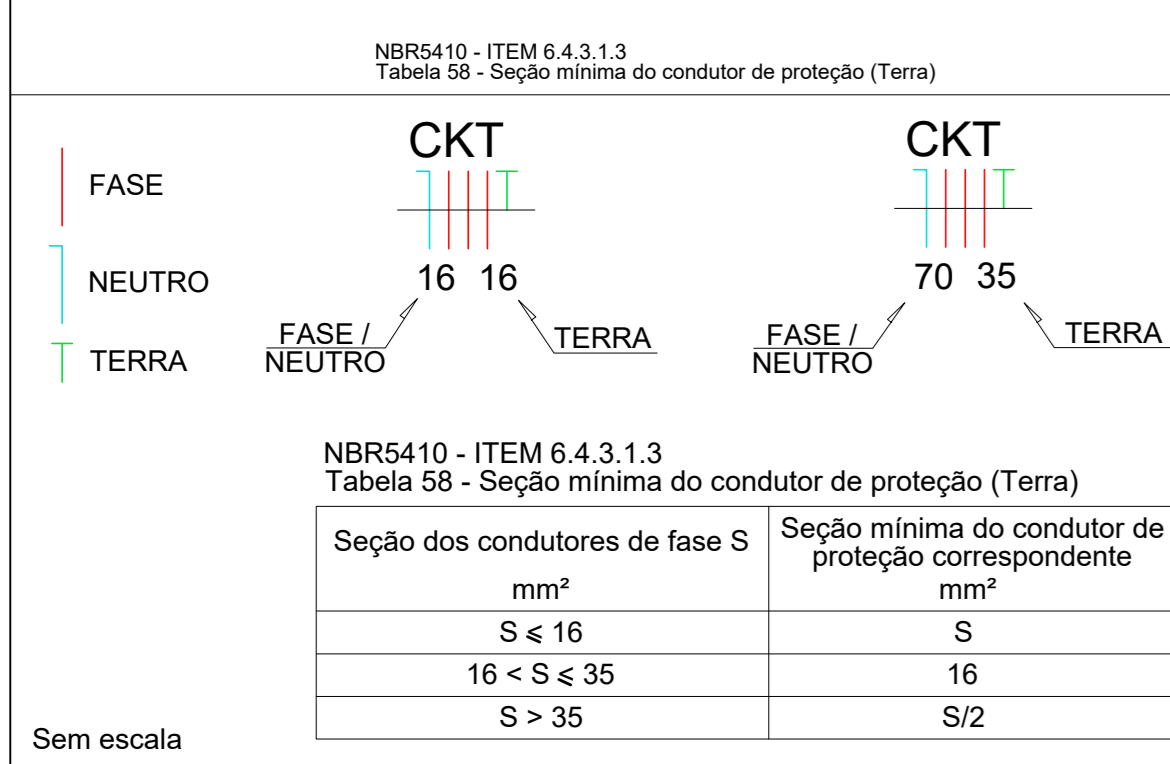 NBR5410 - ITEM 6.4.3.1.3
Tabela 58 - Seção mínima do condutor de proteção (Terra)
CKT
CKT
FASE
NEUTRO
TERRA
16 16
FASE /
NEUTRO
TERRA
70 35
FASE /
NEUTRO
TERRA
NBR5410 - ITEM 6.4.3.1.3
Tabela 58 - Seção mínima do condutor de proteção (Terra)
Seção dos condutores de fase S
mm²
Seção mínima do condutor de
proteção correspondente
mm²
S ⩽ 16
S
16 < S ⩽ 35
16
S > 35
S/2
Sem escala